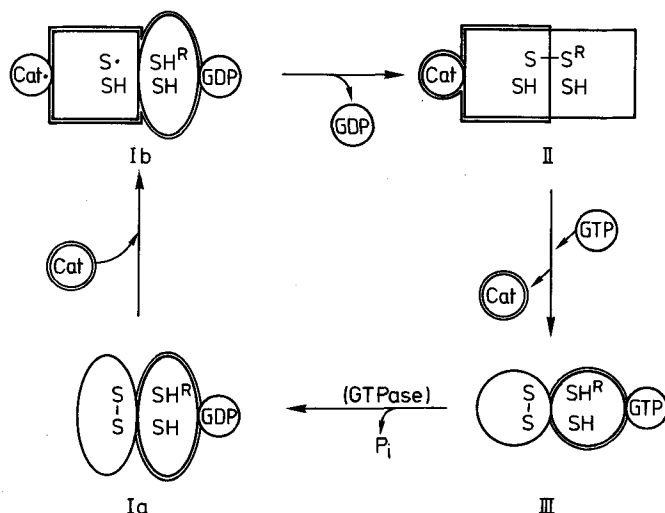 Cat· S· SH SH^R SH GDP
GDP
Ib
Cat S–S^R SH SH
II
Cat
GTP
Cat
S-S SH^R SH GDP
Ia
(GTPase)
Pi
S-S SH^R SH GTP
III